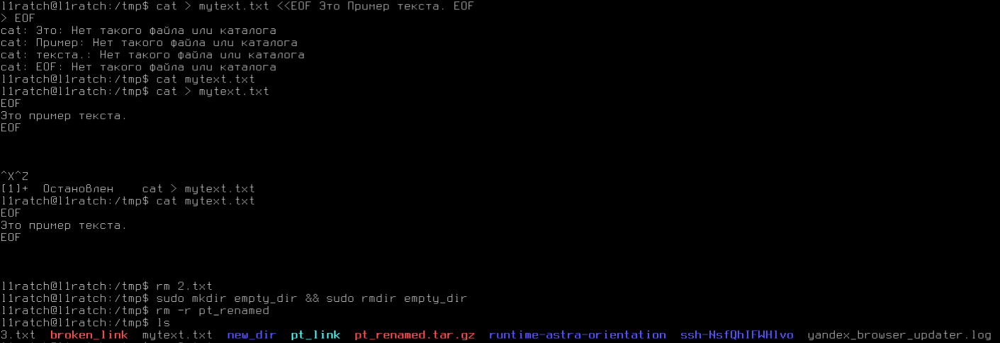 l1ratch@l1ratch:/tmp$ cat > mytext.txt <<EOF Это Пример текста. EOF
> EOF
cat: Это: Нет такого файла или каталога
cat: Пример: Нет такого файла или каталога
cat: текста.: Нет такого файла или каталога
cat: EOF: Нет такого файла или каталога
l1ratch@l1ratch:/tmp$ cat mytext.txt
l1ratch@l1ratch:/tmp$ cat > mytext.txt
EOF
Это пример текста.
EOF
^X^Z
[1]+  Остановлен    cat > mytext.txt
l1ratch@l1ratch:/tmp$ cat mytext.txt
EOF
Это пример текста.
EOF
l1ratch@l1ratch:/tmp$ rm 2.txt
l1ratch@l1ratch:/tmp$ sudo mkdir empty_dir && sudo rmdir empty_dir
l1ratch@l1ratch:/tmp$ rm -r pt_renamed
l1ratch@l1ratch:/tmp$ ls
3.txt  broken_link  mytext.txt  new_dir  pt_link  pt_renamed.tar.gz  runtime-astra-orientation  ssh-NsfQhIFWHlvo  yandex_browser_updater.log